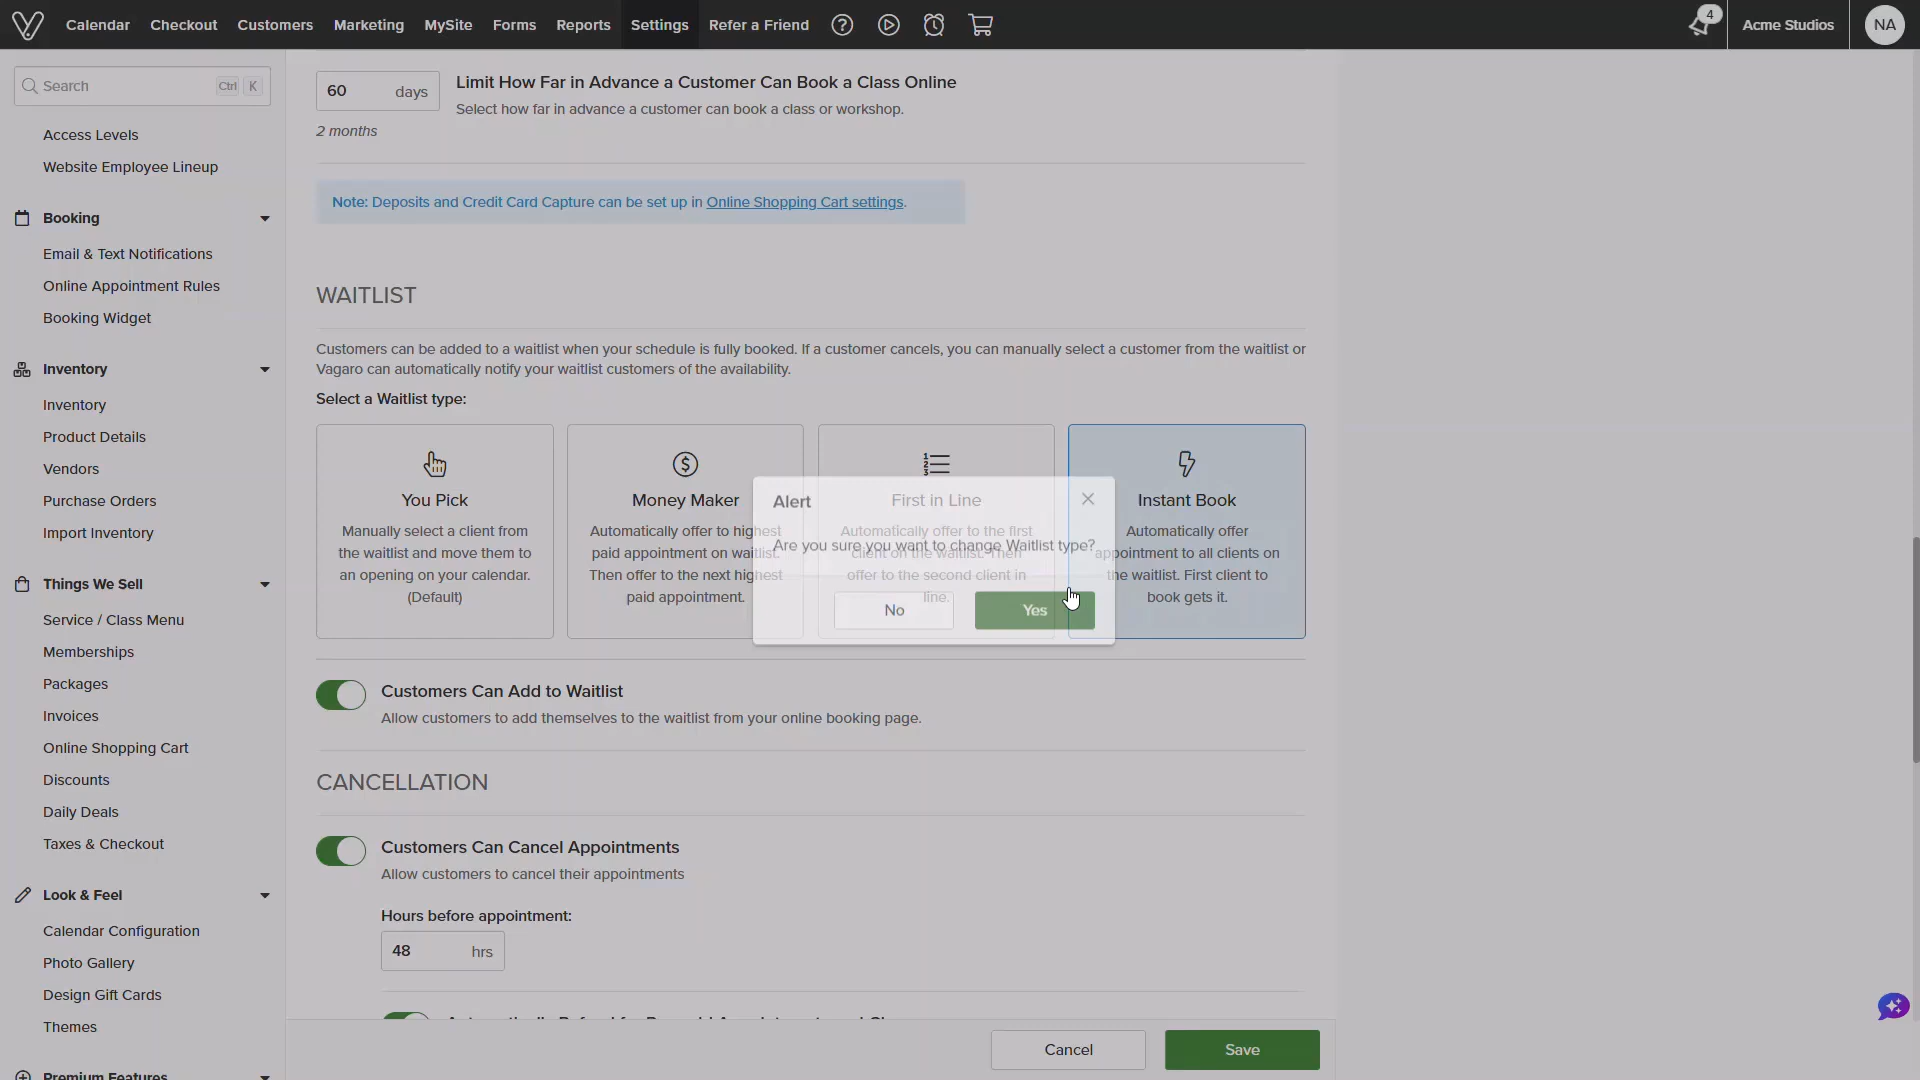 Calendar Checkout Customers Marketing MySite Forms Reports Settings Refer a Friend
4
Acme Studios
NA
Search Ctrl K
Access Levels
Website Employee Lineup
Booking
Email & Text Notifications
Online Appointment Rules
Booking Widget
Inventory
Inventory
Product Details
Vendors
Purchase Orders
Import Inventory
Things We Sell
Service / Class Menu
Memberships
Packages
Invoices
Online Shopping Cart
Discounts
Daily Deals
Taxes & Checkout
Look & Feel
Calendar Configuration
Photo Gallery
Design Gift Cards
Themes
Premium Features
60 days
2 months
Limit How Far in Advance a Customer Can Book a Class Online
Select how far in advance a customer can book a class or workshop.
Note: Deposits and Credit Card Capture can be set up in Online Shopping Cart settings.
WAITLIST
Customers can be added to a waitlist when your schedule is fully booked. If a customer cancels, you can manually select a customer from the waitlist or
Vagaro can automatically notify your waitlist customers of the availability.
Select a Waitlist type:
You Pick
Manually select a client from
the waitlist and move them to
an opening on your calendar.
(Default)
Money Maker
Automatically offer to highest
paid appointment on waitlist.
Then offer to the next highest
paid appointment.
First in Line
Automatically offer to the first
client on the waitlist. Then
offer to the second client in
line.
Instant Book
Automatically offer
appointment to all clients on
the waitlist. First client to
book gets it.
Alert
Are you sure you want to change Waitlist type?
No
Yes
Customers Can Add to Waitlist
Allow customers to add themselves to the waitlist from your online booking page.
CANCELLATION
Customers Can Cancel Appointments
Allow customers to cancel their appointments
Hours before appointment:
48 hrs
Cancel
Save